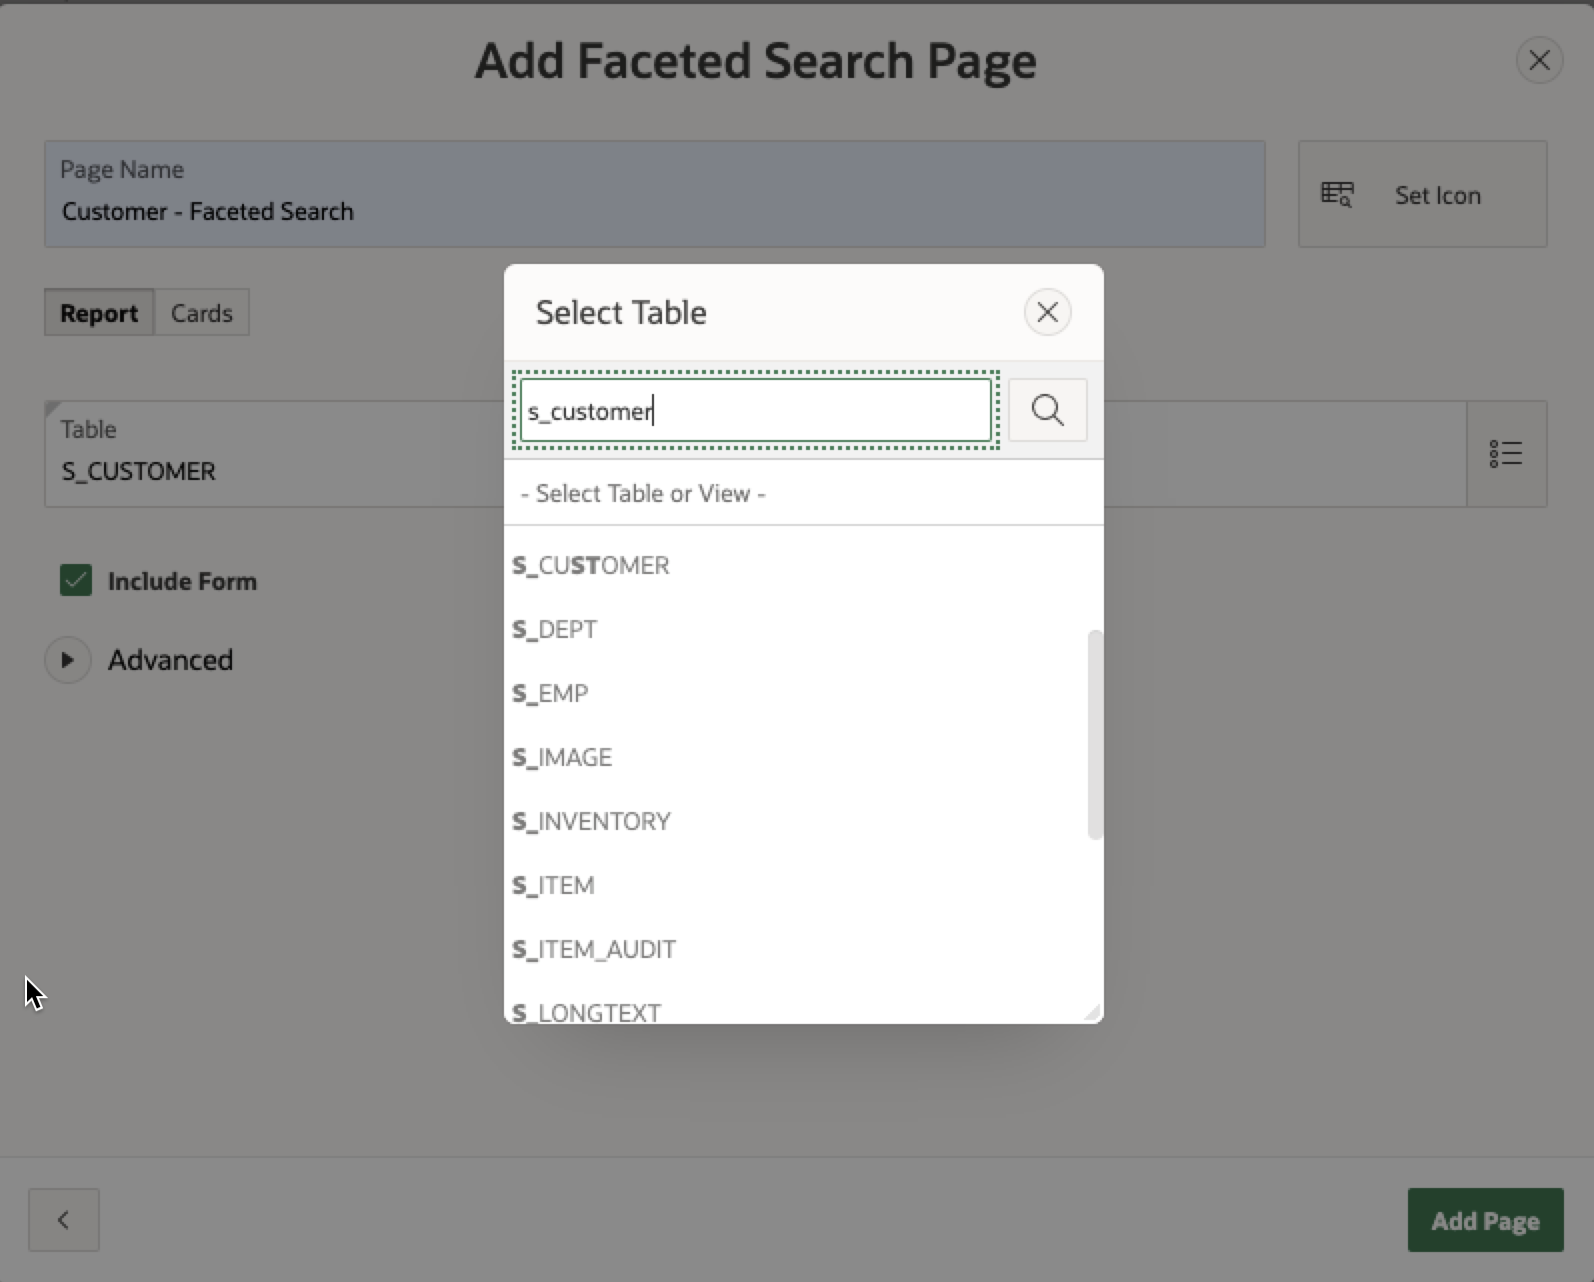 Add Faceted Search Page
Page Name
Customer - Faceted Search
Set Icon
Report
Cards
Table
S_CUSTOMER
Include Form
Advanced
Select Table
s_customer
- Select Table or View -
S_CUSTOMER
S_DEPT
S_EMP
S_IMAGE
S_INVENTORY
S_ITEM
S_ITEM_AUDIT
S_LONGTEXT
Add Page